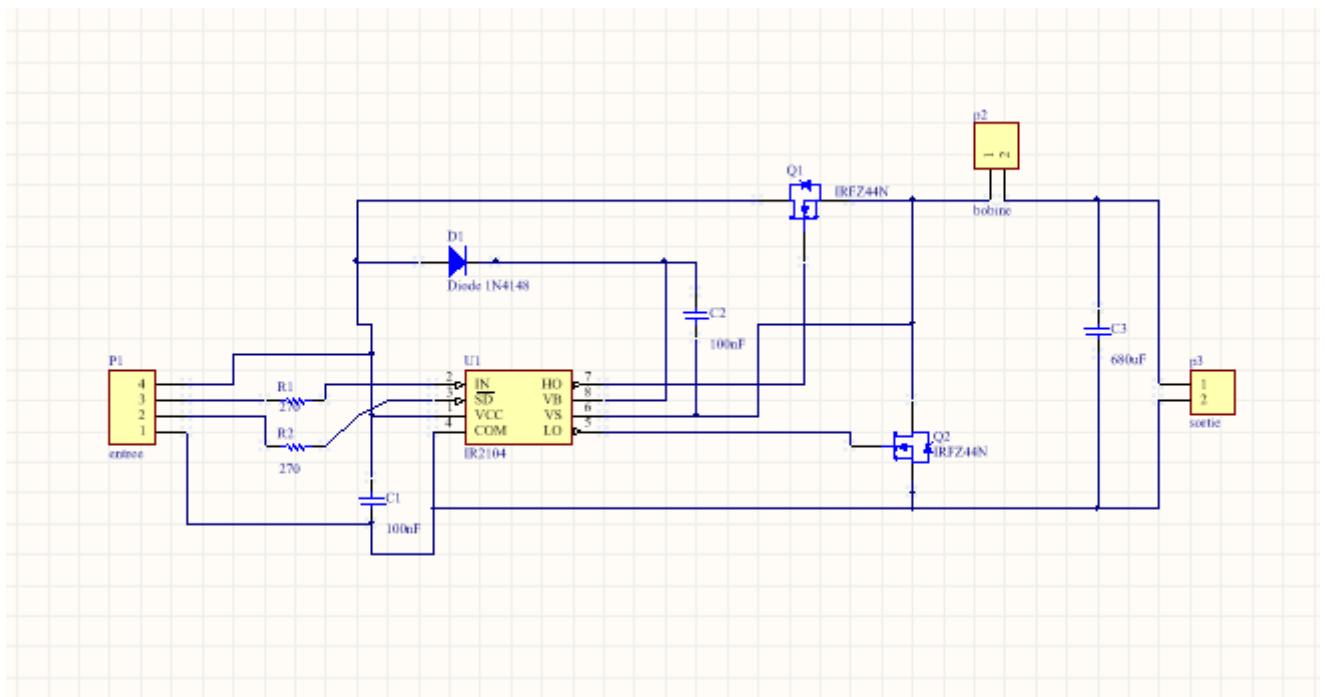 p2
1 2
bobine
Q1
IRFZ44N
D1
Diode 1N4148
C2
100nF
C3
680uF
P1
4
3
2
1
entree
R1
270
R2
270
U1
2 IN HO 7
3 SD VB 8
1 VCC VS 6
4 COM LO 5
IR2104
Q2
IRFZ44N
p3
1
2
sortie
C1
100nF